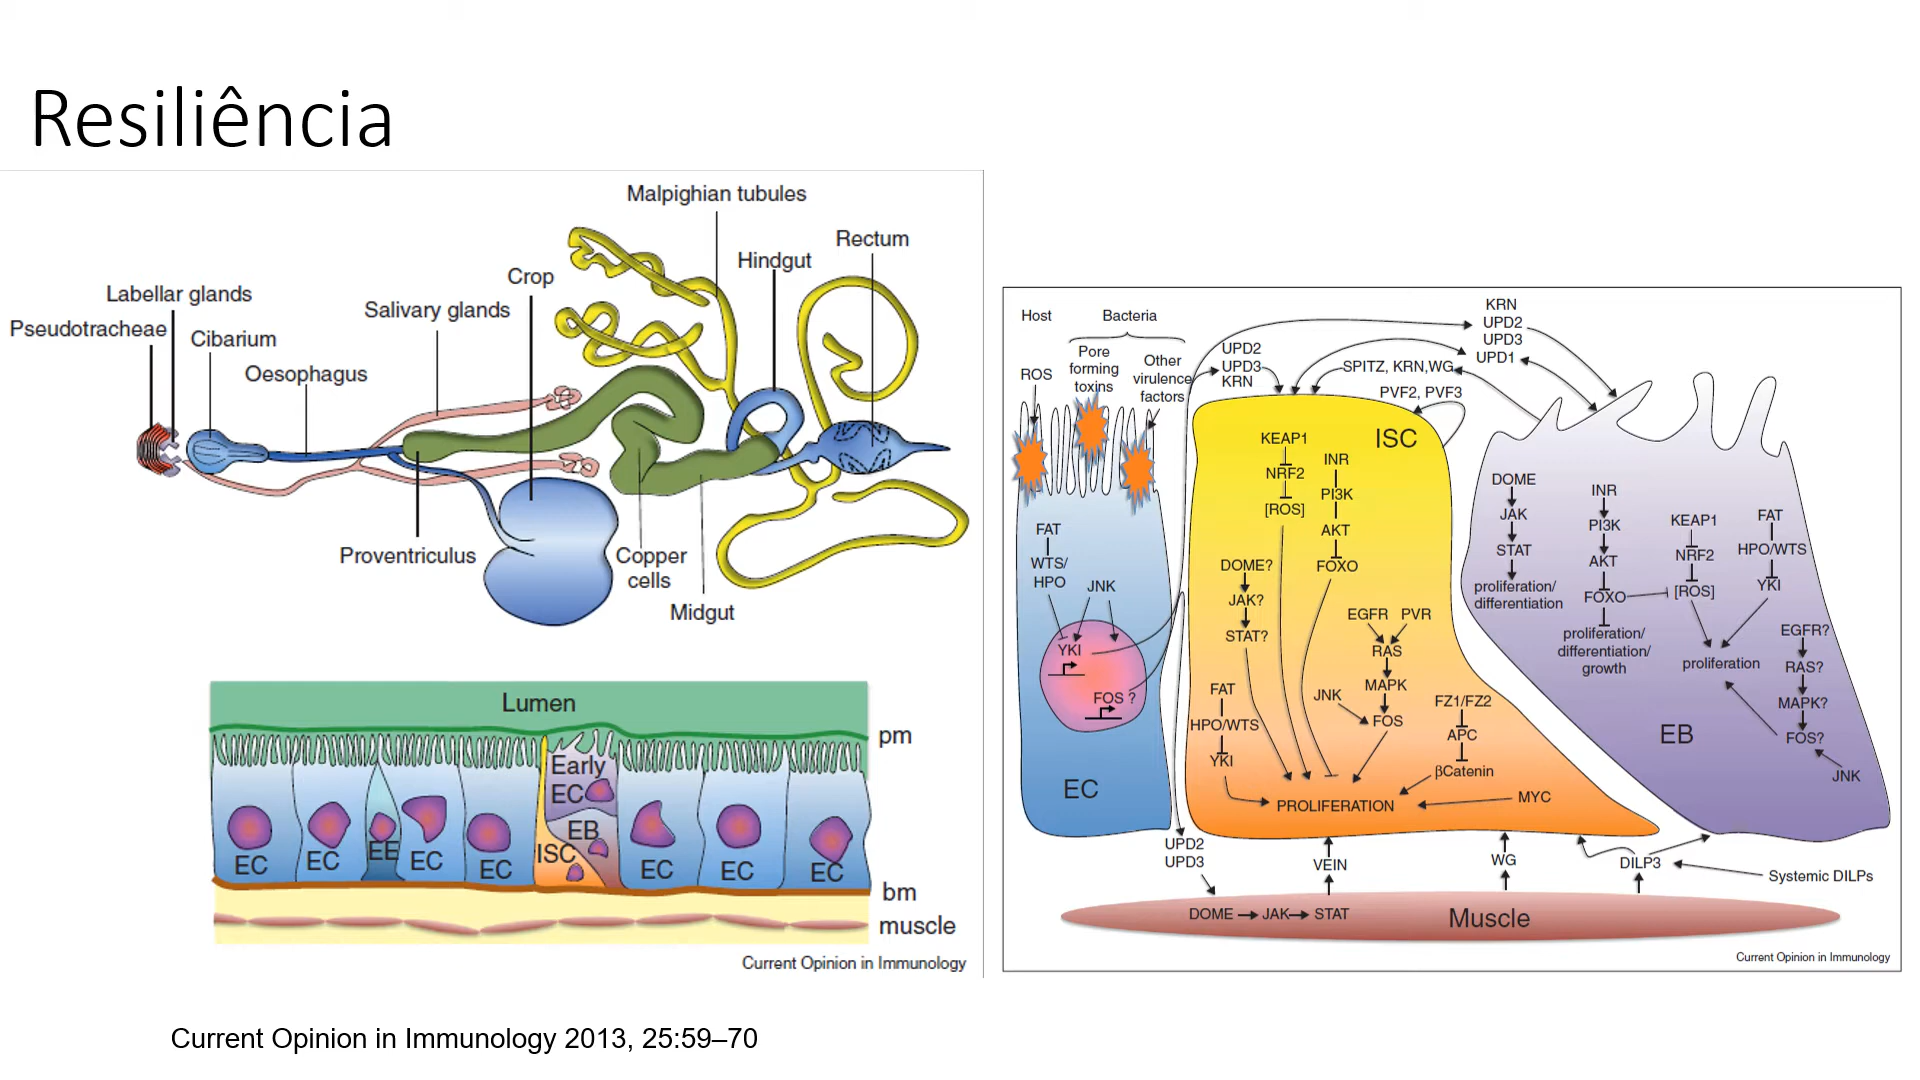 Resiliência
Malpighian tubules
Rectum
Hindgut
Crop
Labellar glands
Salivary glands
Pseudotracheae
Cibarium
Oesophagus
Proventriculus
Copper
cells
Midgut
Lumen
pm
Early
EC
EB
ISC
EC
EC
EE
EC
EC
EC
EC
EC
bm
muscle
Current Opinion in Immunology
Host
Bacteria
ROS
Pore
forming
toxins
Other
virulence
factors
UPD2
UPD3
KRN
KRN
UPD2
UPD3
UPD1
SPITZ, KRN,WG
PVF2, PVF3
FAT
WTS/
HPO
JNK
YKI
FOS ?
EC
ISC
KEAP1
NRF2
[ROS]
INR
PI3K
AKT
FOXO
DOME?
JAK?
STAT?
EGFR
PVR
RAS
MAPK
JNK
FOS
FAT
HPO/WTS
YKI
FZ1/FZ2
APC
βCatenin
PROLIFERATION
MYC
DOME
JAK
STAT
proliferation/
differentiation
INR
PI3K
AKT
FOXO
proliferation/
differentiation/
growth
KEAP1
NRF2
[ROS]
FAT
HPO/WTS
YKI
proliferation
EGFR?
RAS?
MAPK?
FOS?
JNK
EB
UPD2
UPD3
VEIN
WG
DILP3
Systemic DILPs
DOME
JAK
STAT
Muscle
Current Opinion in Immunology
Current Opinion in Immunology 2013, 25:59–70